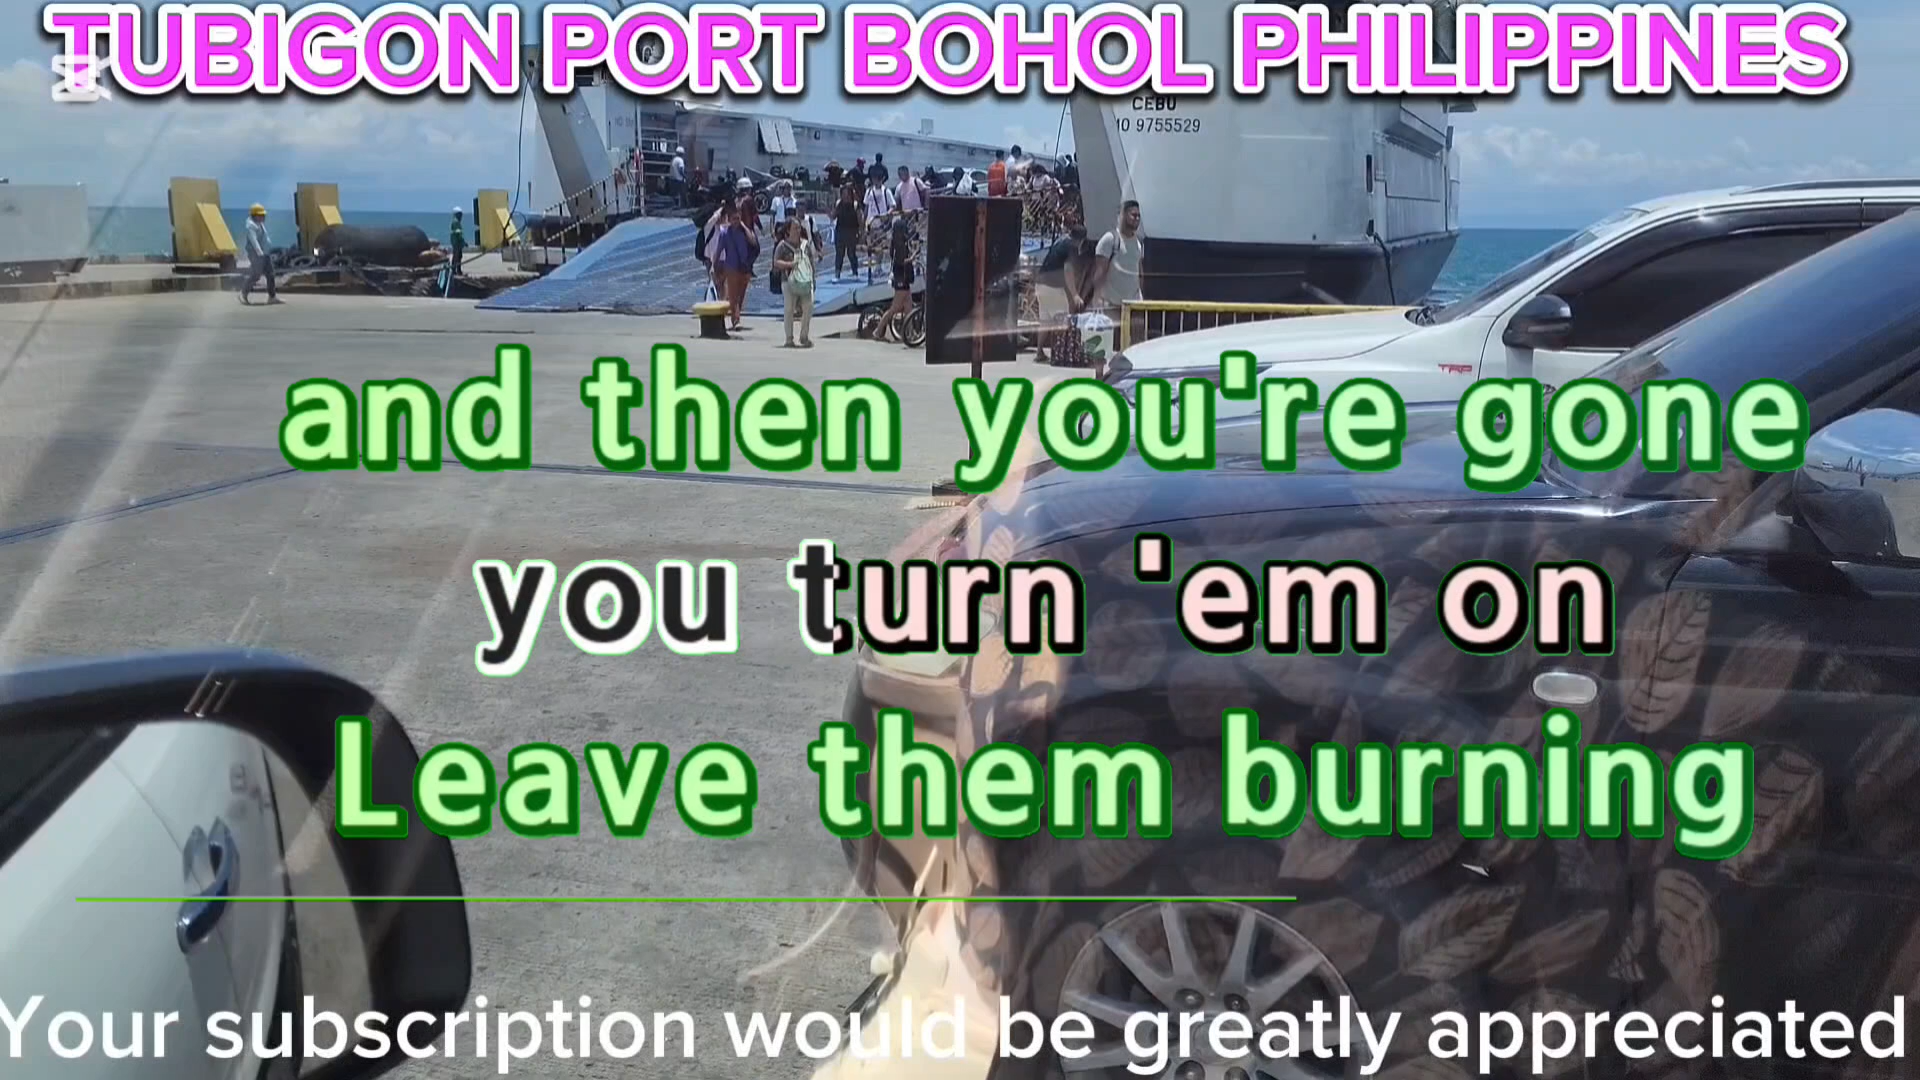 TUBIGON PORT BOHOL PHILIPPINES
CEBU
9755529
and then you're gone
TRD
you turn 'em on
Leave them burning
Your subscription would be greatly appreciated